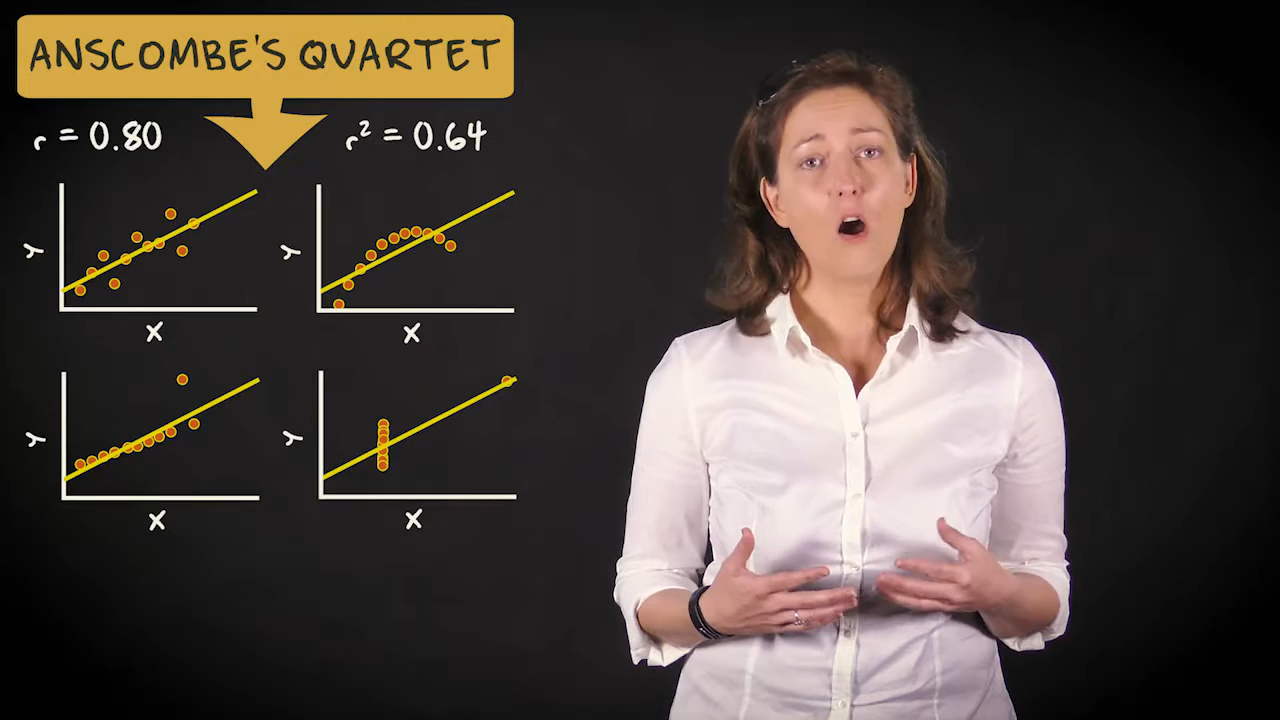 ANSCOMBE'S QUARTET
r = 0.80
r² = 0.64
Y
X
Y
X
Y
X
Y
X